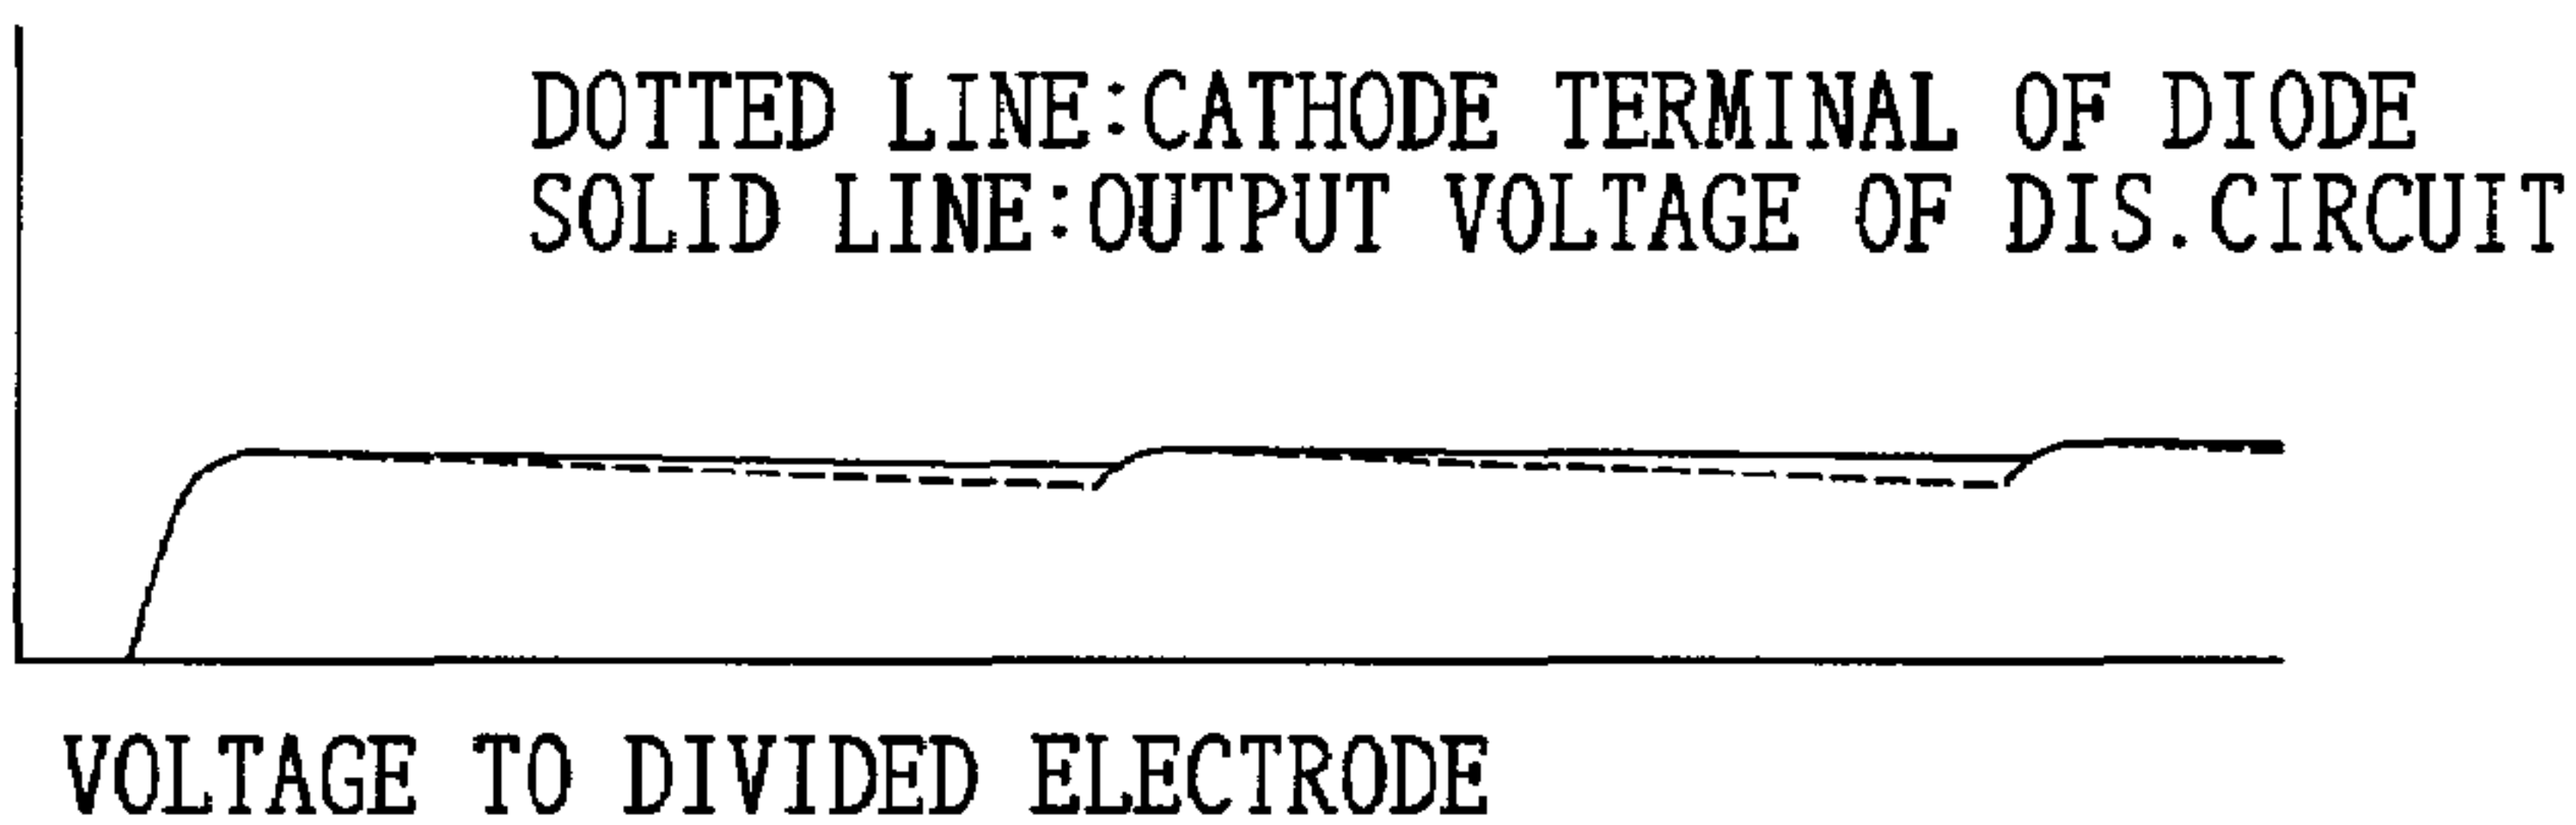 DOTTED LINE:CATHODE TERMINAL OF DIODE
SOLID LINE:OUTPUT VOLTAGE OF DIS.CIRCUIT
VOLTAGE TO DIVIDED ELECTRODE